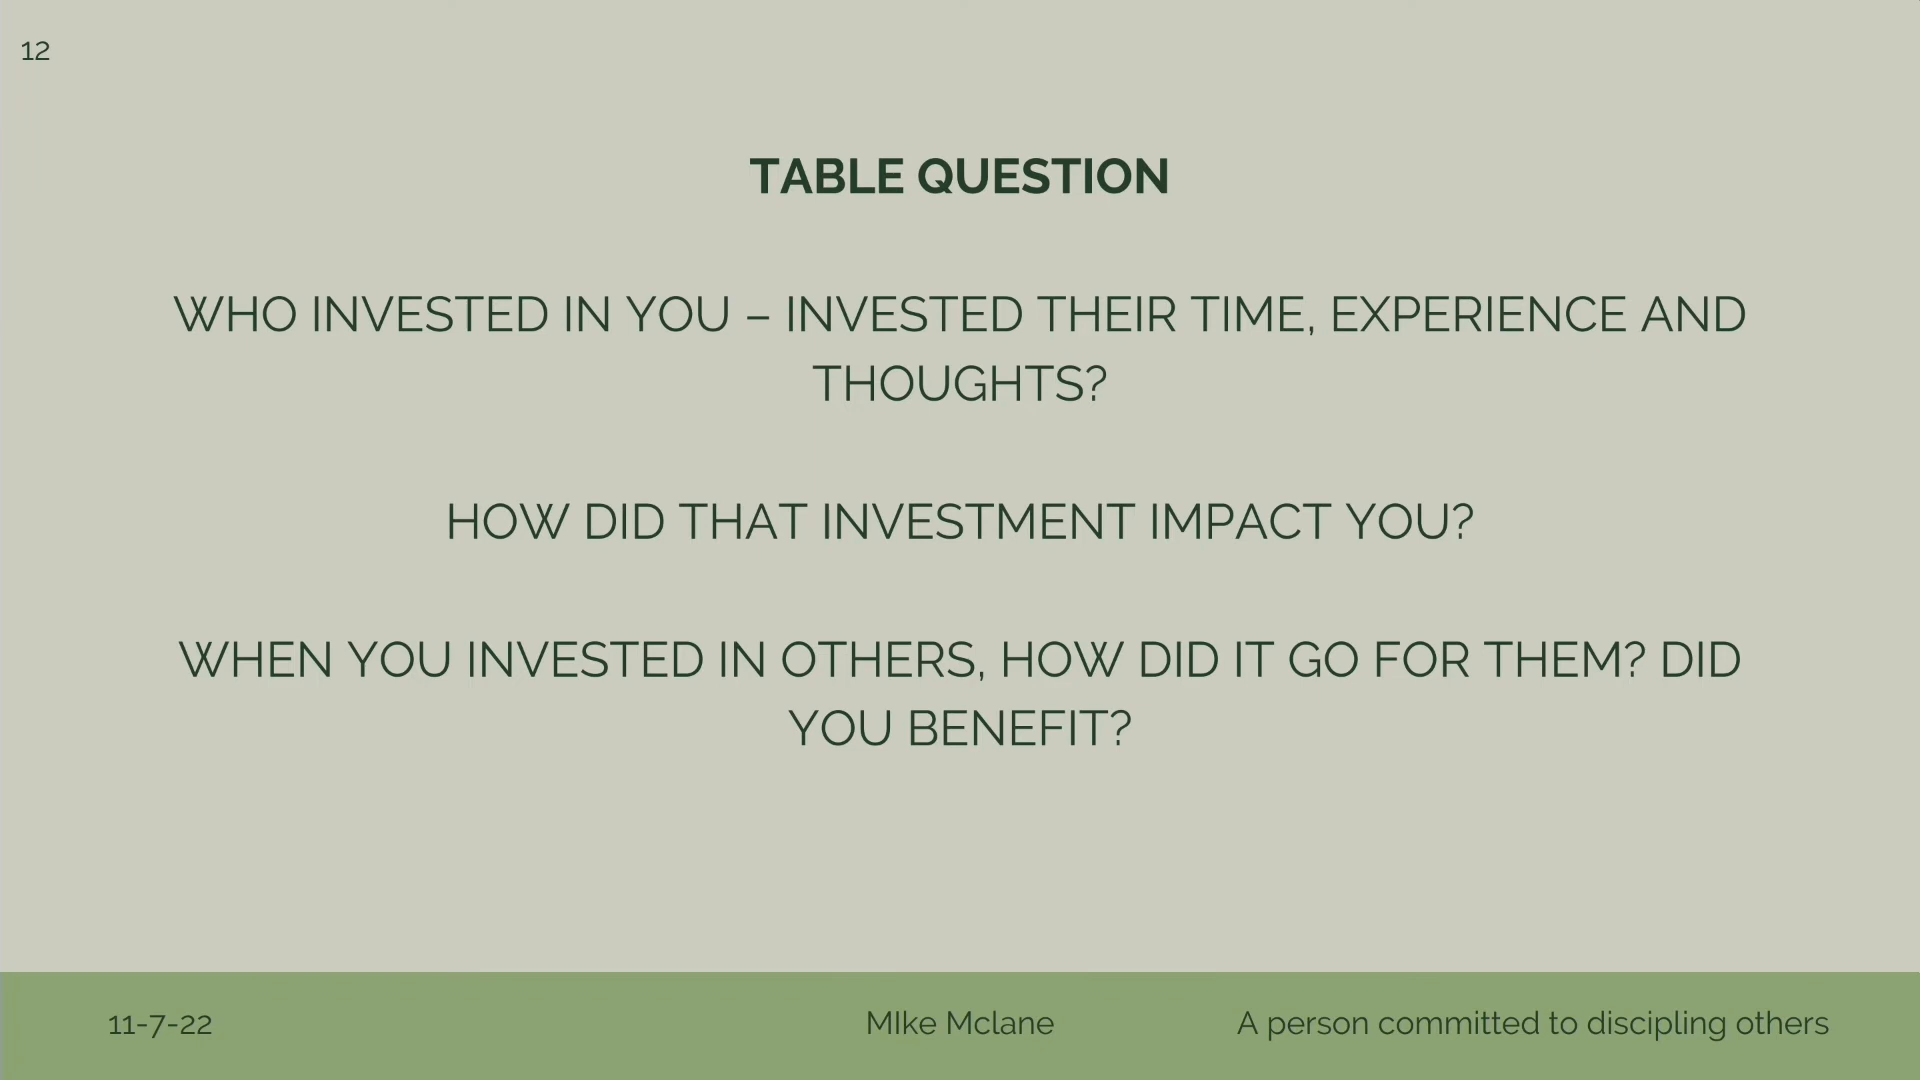 12
TABLE QUESTION
WHO INVESTED IN YOU – INVESTED THEIR TIME, EXPERIENCE AND
THOUGHTS?
HOW DID THAT INVESTMENT IMPACT YOU?
WHEN YOU INVESTED IN OTHERS, HOW DID IT GO FOR THEM? DID
YOU BENEFIT?
11-7-22
MIke Mclane
A person committed to discipling others